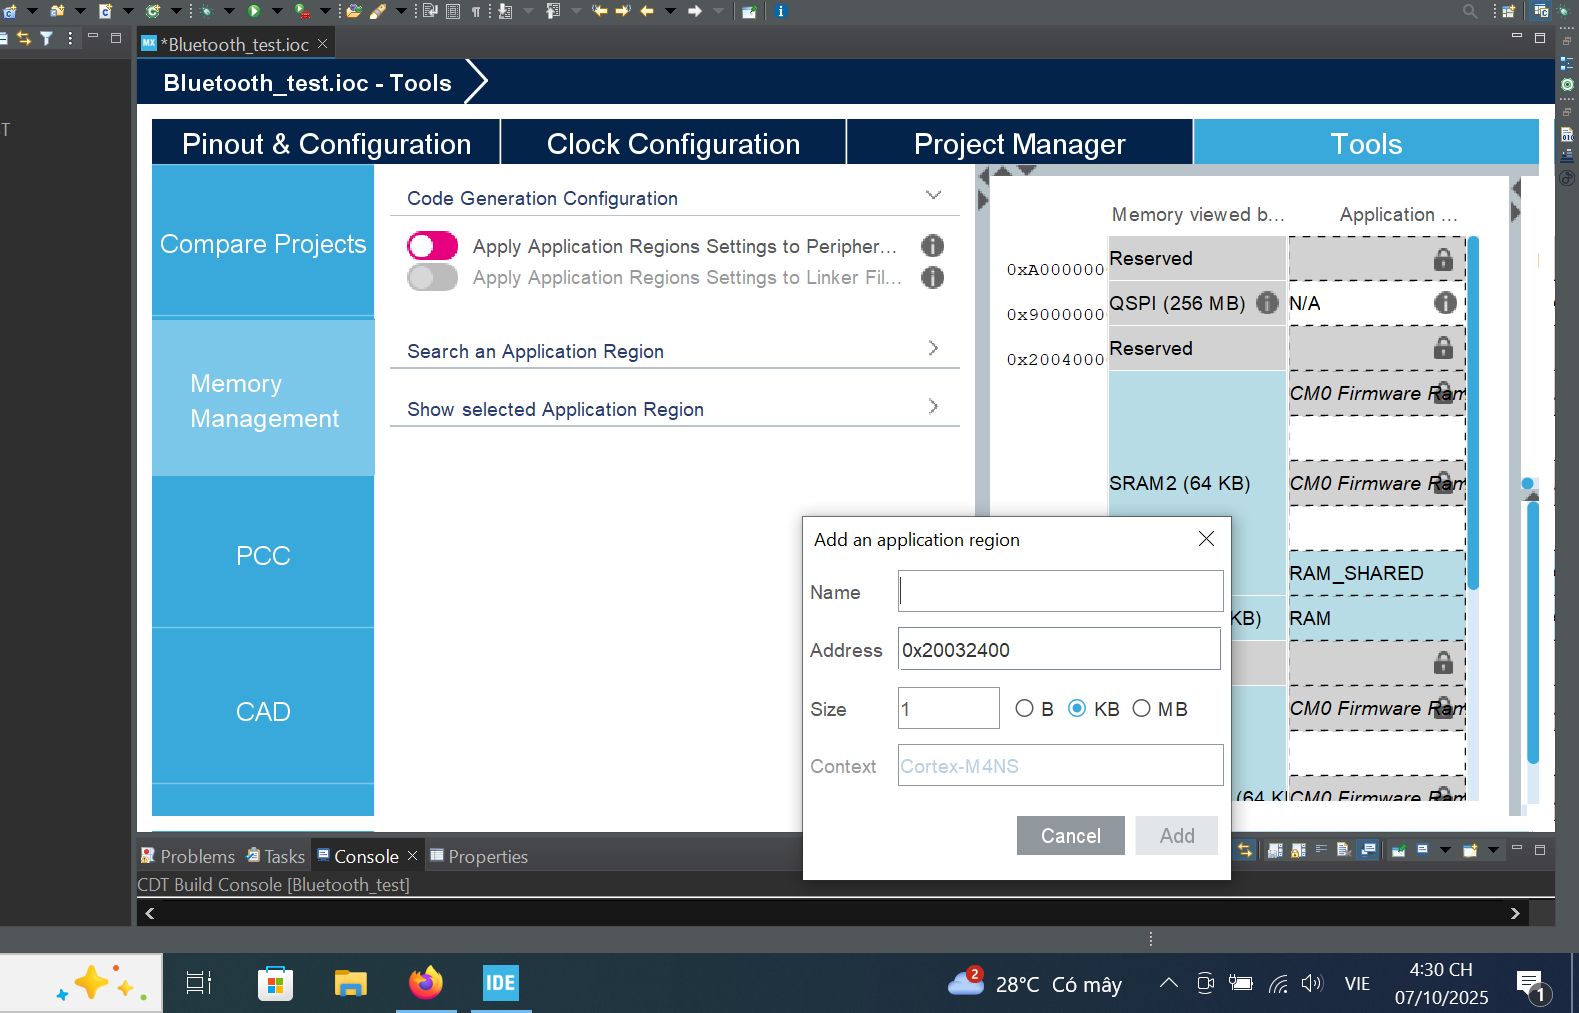 *Bluetooth_test.ioc
Bluetooth_test.ioc - Tools
T
Pinout & Configuration
Clock Configuration
Project Manager
Tools
Compare Projects
Memory
Management
PCC
CAD
Code Generation Configuration
Apply Application Regions Settings to Peripher...
Apply Application Regions Settings to Linker Fil...
Search an Application Region
Show selected Application Region
Memory viewed b...
Application ...
0xA000000
Reserved
0x9000000
QSPI (256 MB)
N/A
0x2004000
Reserved
CM0 Firmware Ram
SRAM2 (64 KB)
CM0 Firmware Ram
RAM_SHARED
KB)
RAM
CM0 Firmware Ram
(64 K
CM0 Firmware Ram
Add an application region
Name
Address
0x20032400
Size
1
B
KB
MB
Context
Cortex-M4NS
Cancel
Add
Problems
Tasks
Console
Properties
CDT Build Console [Bluetooth_test]
IDE
2
28°C Có mây
VIE
4:30 CH
07/10/2025
1